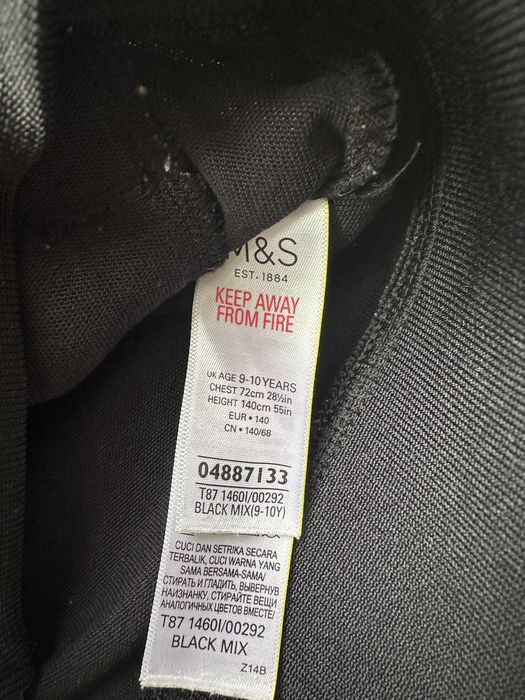 M&S
EST. 1884
KEEP AWAY
FROM FIRE
UK AGE 9-10YEARS
CHEST 72cm 28½in
HEIGHT 140cm 55in
EUR • 140
CN • 140/68
04887133
T87 1460I/00292
BLACK MIX(9-10Y)
CUCI DAN SETRIKA SECARA
TERBALIK, CUCI WARNA YANG
SAMA BERSAMA-SAMA/
СТИРАТЬ И ГЛАДИТЬ, ВЫВЕРНУВ
НАИЗНАНКУ, СТИРАЙТЕ ВЕЩИ
АНАЛОГИЧНЫХ ЦВЕТОВ ВМЕСТЕ/
T87 1460I/00292
BLACK MIX
Z14B